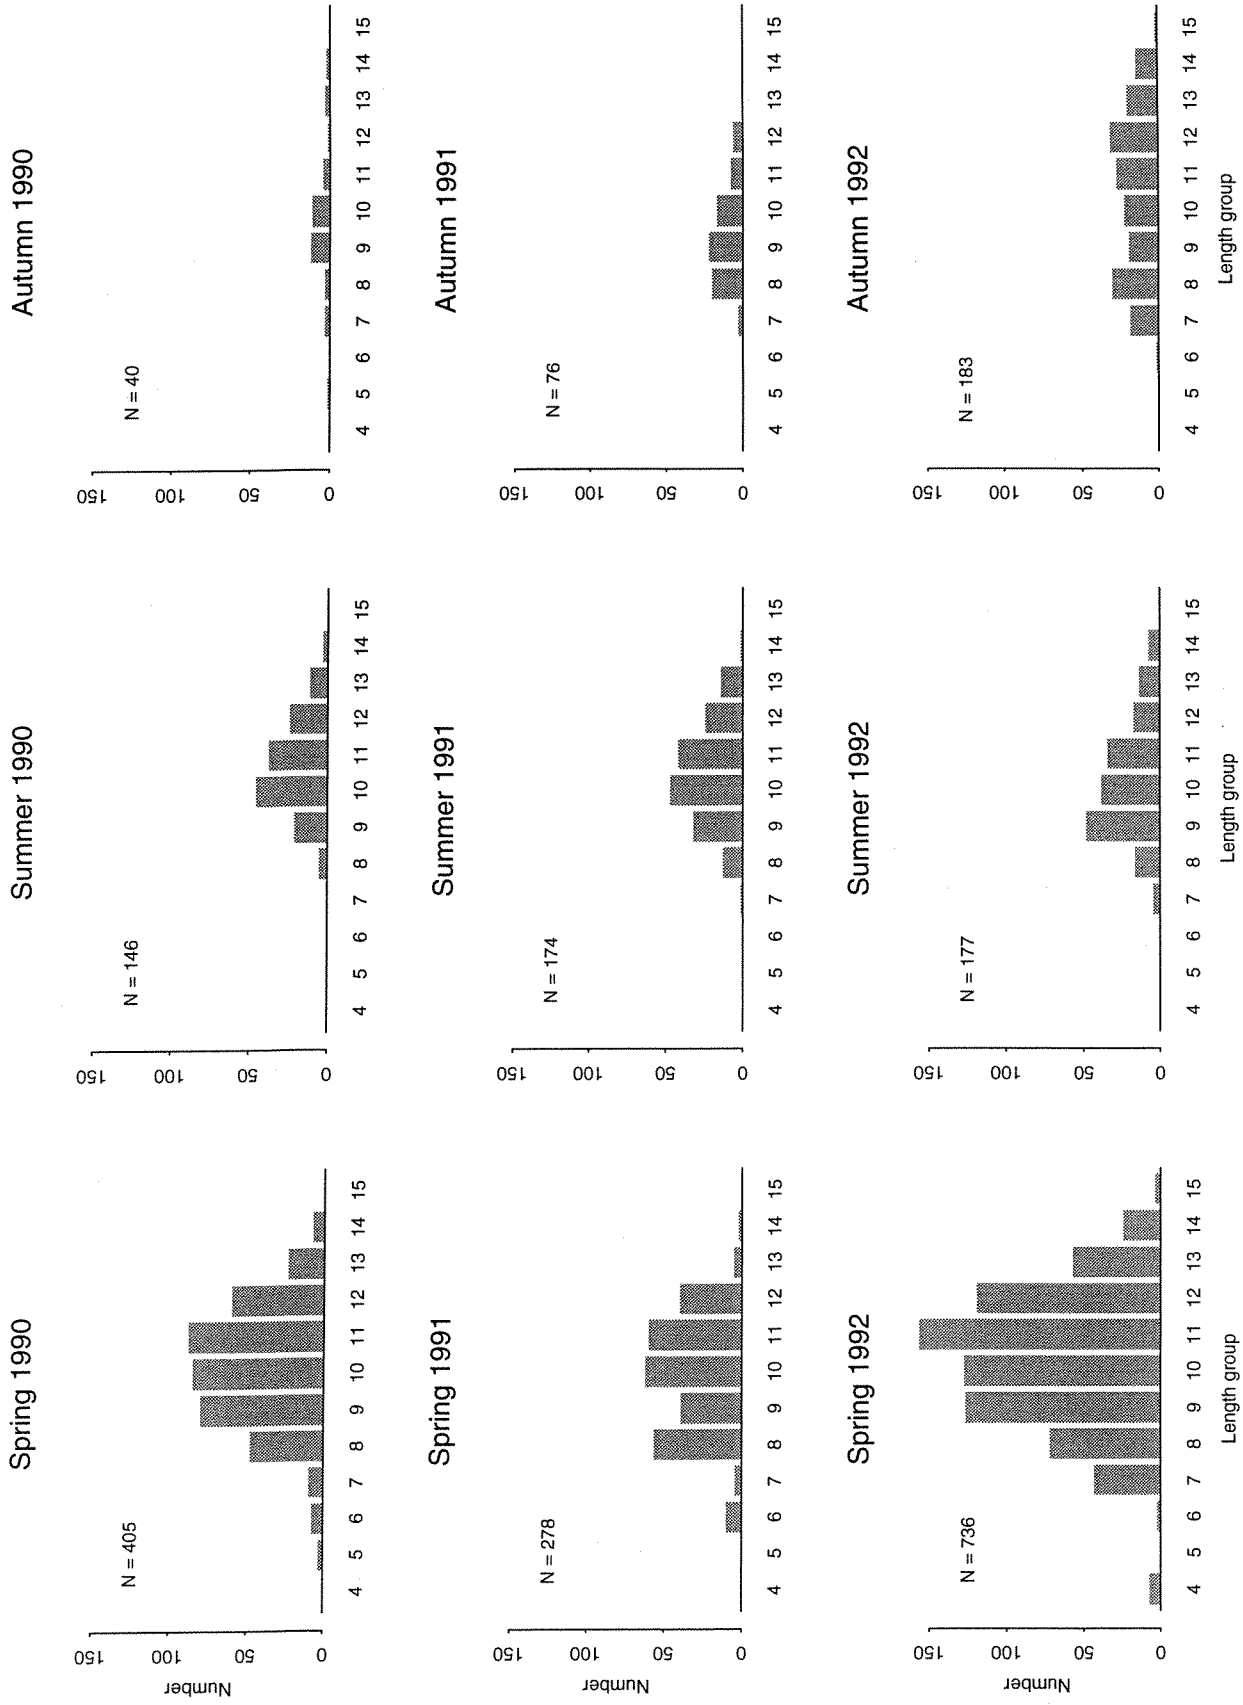 Spring 1990
N = 405
Number
150
100
50
0
4 5 6 7 8 9 10 11 12 13 14 15
Summer 1990
N = 146
150
100
50
0
4 5 6 7 8 9 10 11 12 13 14 15
Autumn 1990
N = 40
150
100
50
0
4 5 6 7 8 9 10 11 12 13 14 15
Spring 1991
N = 278
Number
150
100
50
0
4 5 6 7 8 9 10 11 12 13 14 15
Summer 1991
N = 174
150
100
50
0
4 5 6 7 8 9 10 11 12 13 14 15
Autumn 1991
N = 76
150
100
50
0
4 5 6 7 8 9 10 11 12 13 14 15
Spring 1992
N = 736
Number
150
100
50
0
4 5 6 7 8 9 10 11 12 13 14 15
Length group
Summer 1992
N = 177
150
100
50
0
4 5 6 7 8 9 10 11 12 13 14 15
Length group
Autumn 1992
N = 183
150
100
50
0
4 5 6 7 8 9 10 11 12 13 14 15
Length group